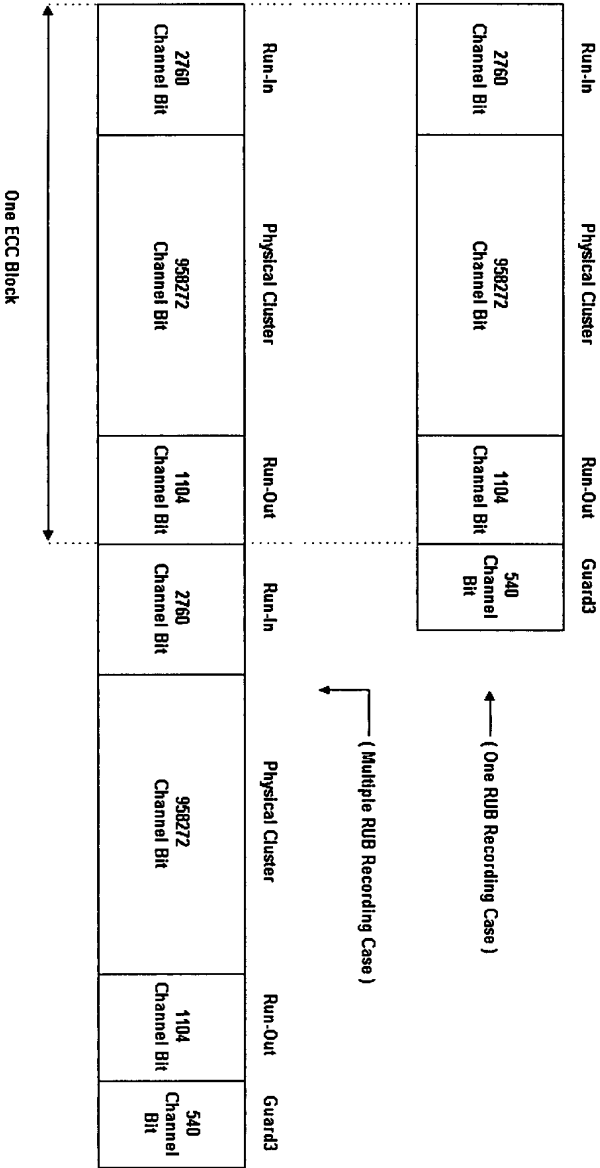 Run-In
Physical Cluster
Run-Out
Guard3
2760
Channel Bit
958272
Channel Bit
1104
Channel Bit
540
Channel
Bit
( One RUB Recording Case )
( Multiple RUB Recording Case )
Run-In
Physical Cluster
Run-Out
Run-In
Physical Cluster
Run-Out
Guard3
2760
Channel Bit
958272
Channel Bit
1104
Channel Bit
2760
Channel Bit
958272
Channel Bit
1104
Channel Bit
540
Channel
Bit
One ECC Block